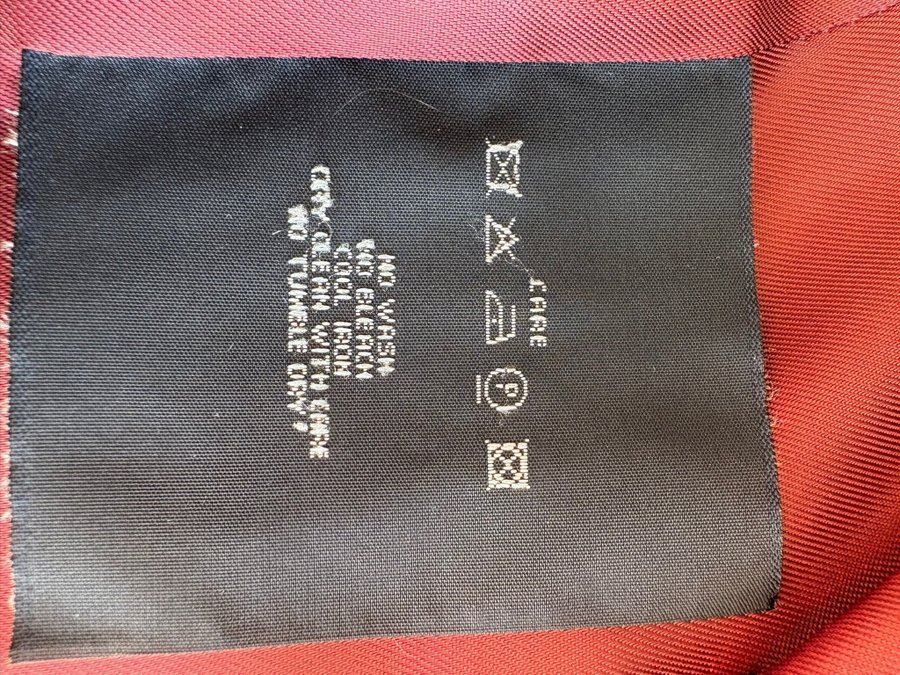 CARE
P
NO WASH
NO BLEACH
COOL IRON
DRY CLEAN WITH CARE
NO TUMBLE DRY